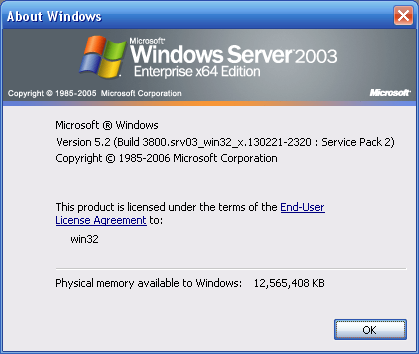 About Windows
Microsoft®
Windows Server 2003
Enterprise x64 Edition
Copyright © 1985-2005 Microsoft Corporation
Microsoft
Microsoft ® Windows
Version 5.2 (Build 3800.srv03_win32_x.130221-2320 : Service Pack 2)
Copyright © 1985-2006 Microsoft Corporation
This product is licensed under the terms of the End-User
License Agreement to:
win32
Physical memory available to Windows: 12,565,408 KB
OK